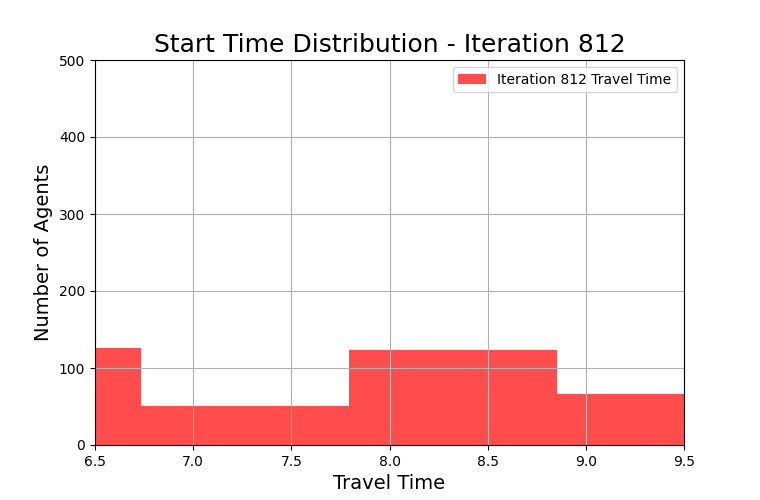 Start Time Distribution - Iteration 812
500
400
300
200
100
0
Number of Agents
Iteration 812 Travel Time
6.5 7.0 7.5 8.0 8.5 9.0 9.5
Travel Time